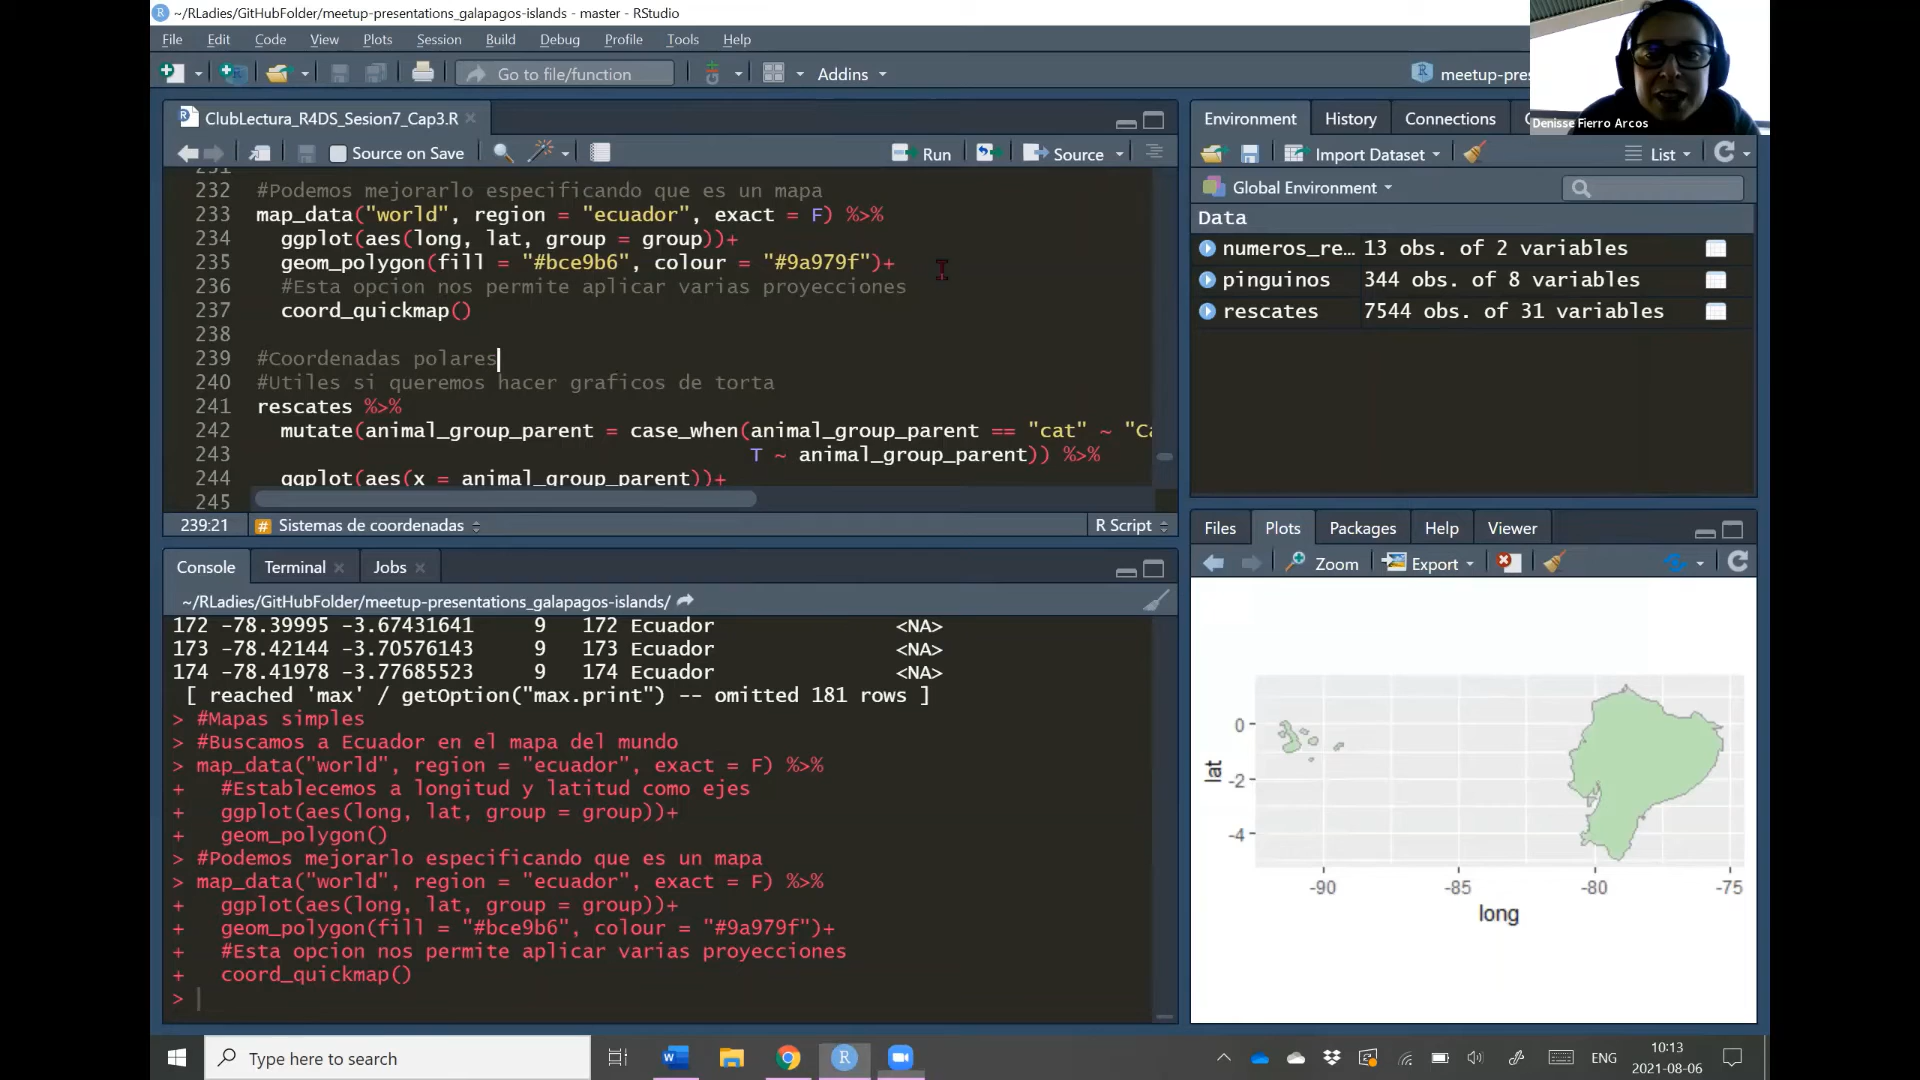 ~/RLadies/GitHubFolder/meetup-presentations_galapagos-islands - master - RStudio
File Edit Code View Plots Session Build Debug Profile Tools Help
Go to file/function Addins
Denisse Fierro Arcos
ClubLectura_R4DS_Sesion7_Cap3.R
Source on Save Run Source
232 #Podemos mejorarlo especificando que es un mapa
233 map_data("world", region = "ecuador", exact = F) %>%
234 ggplot(aes(long, lat, group = group))+
235 geom_polygon(fill = "#bce9b6", colour = "#9a979f")+
236 #Esta opcion nos permite aplicar varias proyecciones
237 coord_quickmap()
238
239 #Coordenadas polares
240 #Utiles si queremos hacer graficos de torta
241 rescates %>%
242 mutate(animal_group_parent = case_when(animal_group_parent == "cat" ~ "Ca
243 T ~ animal_group_parent)) %>%
244 ggplot(aes(x = animal_group_parent))+
245
239:21 Sistemas de coordenadas R Script
Console Terminal Jobs
~/RLadies/GitHubFolder/meetup-presentations_galapagos-islands/
172 -78.39995 -3.67431641 9 172 Ecuador <NA>
173 -78.42144 -3.70576143 9 173 Ecuador <NA>
174 -78.41978 -3.77685523 9 174 Ecuador <NA>
[ reached 'max' / getOption("max.print") -- omitted 181 rows ]
> #Mapas simples
> #Buscamos a Ecuador en el mapa del mundo
> map_data("world", region = "ecuador", exact = F) %>%
+ #Establecemos a longitud y latitud como ejes
+ ggplot(aes(long, lat, group = group))+
+ geom_polygon()
> #Podemos mejorarlo especificando que es un mapa
> map_data("world", region = "ecuador", exact = F) %>%
+ ggplot(aes(long, lat, group = group))+
+ geom_polygon(fill = "#bce9b6", colour = "#9a979f")+
+ #Esta opcion nos permite aplicar varias proyecciones
+ coord_quickmap()
>
meetup-pres
Environment History Connections
Import Dataset List
Global Environment
Data
numeros_re... 13 obs. of 2 variables
pinguinos 344 obs. of 8 variables
rescates 7544 obs. of 31 variables
Files Plots Packages Help Viewer
Zoom Export
lat
0
-2
-4
-90 -85 -80 -75
long
Type here to search
ENG
10:13
2021-08-06